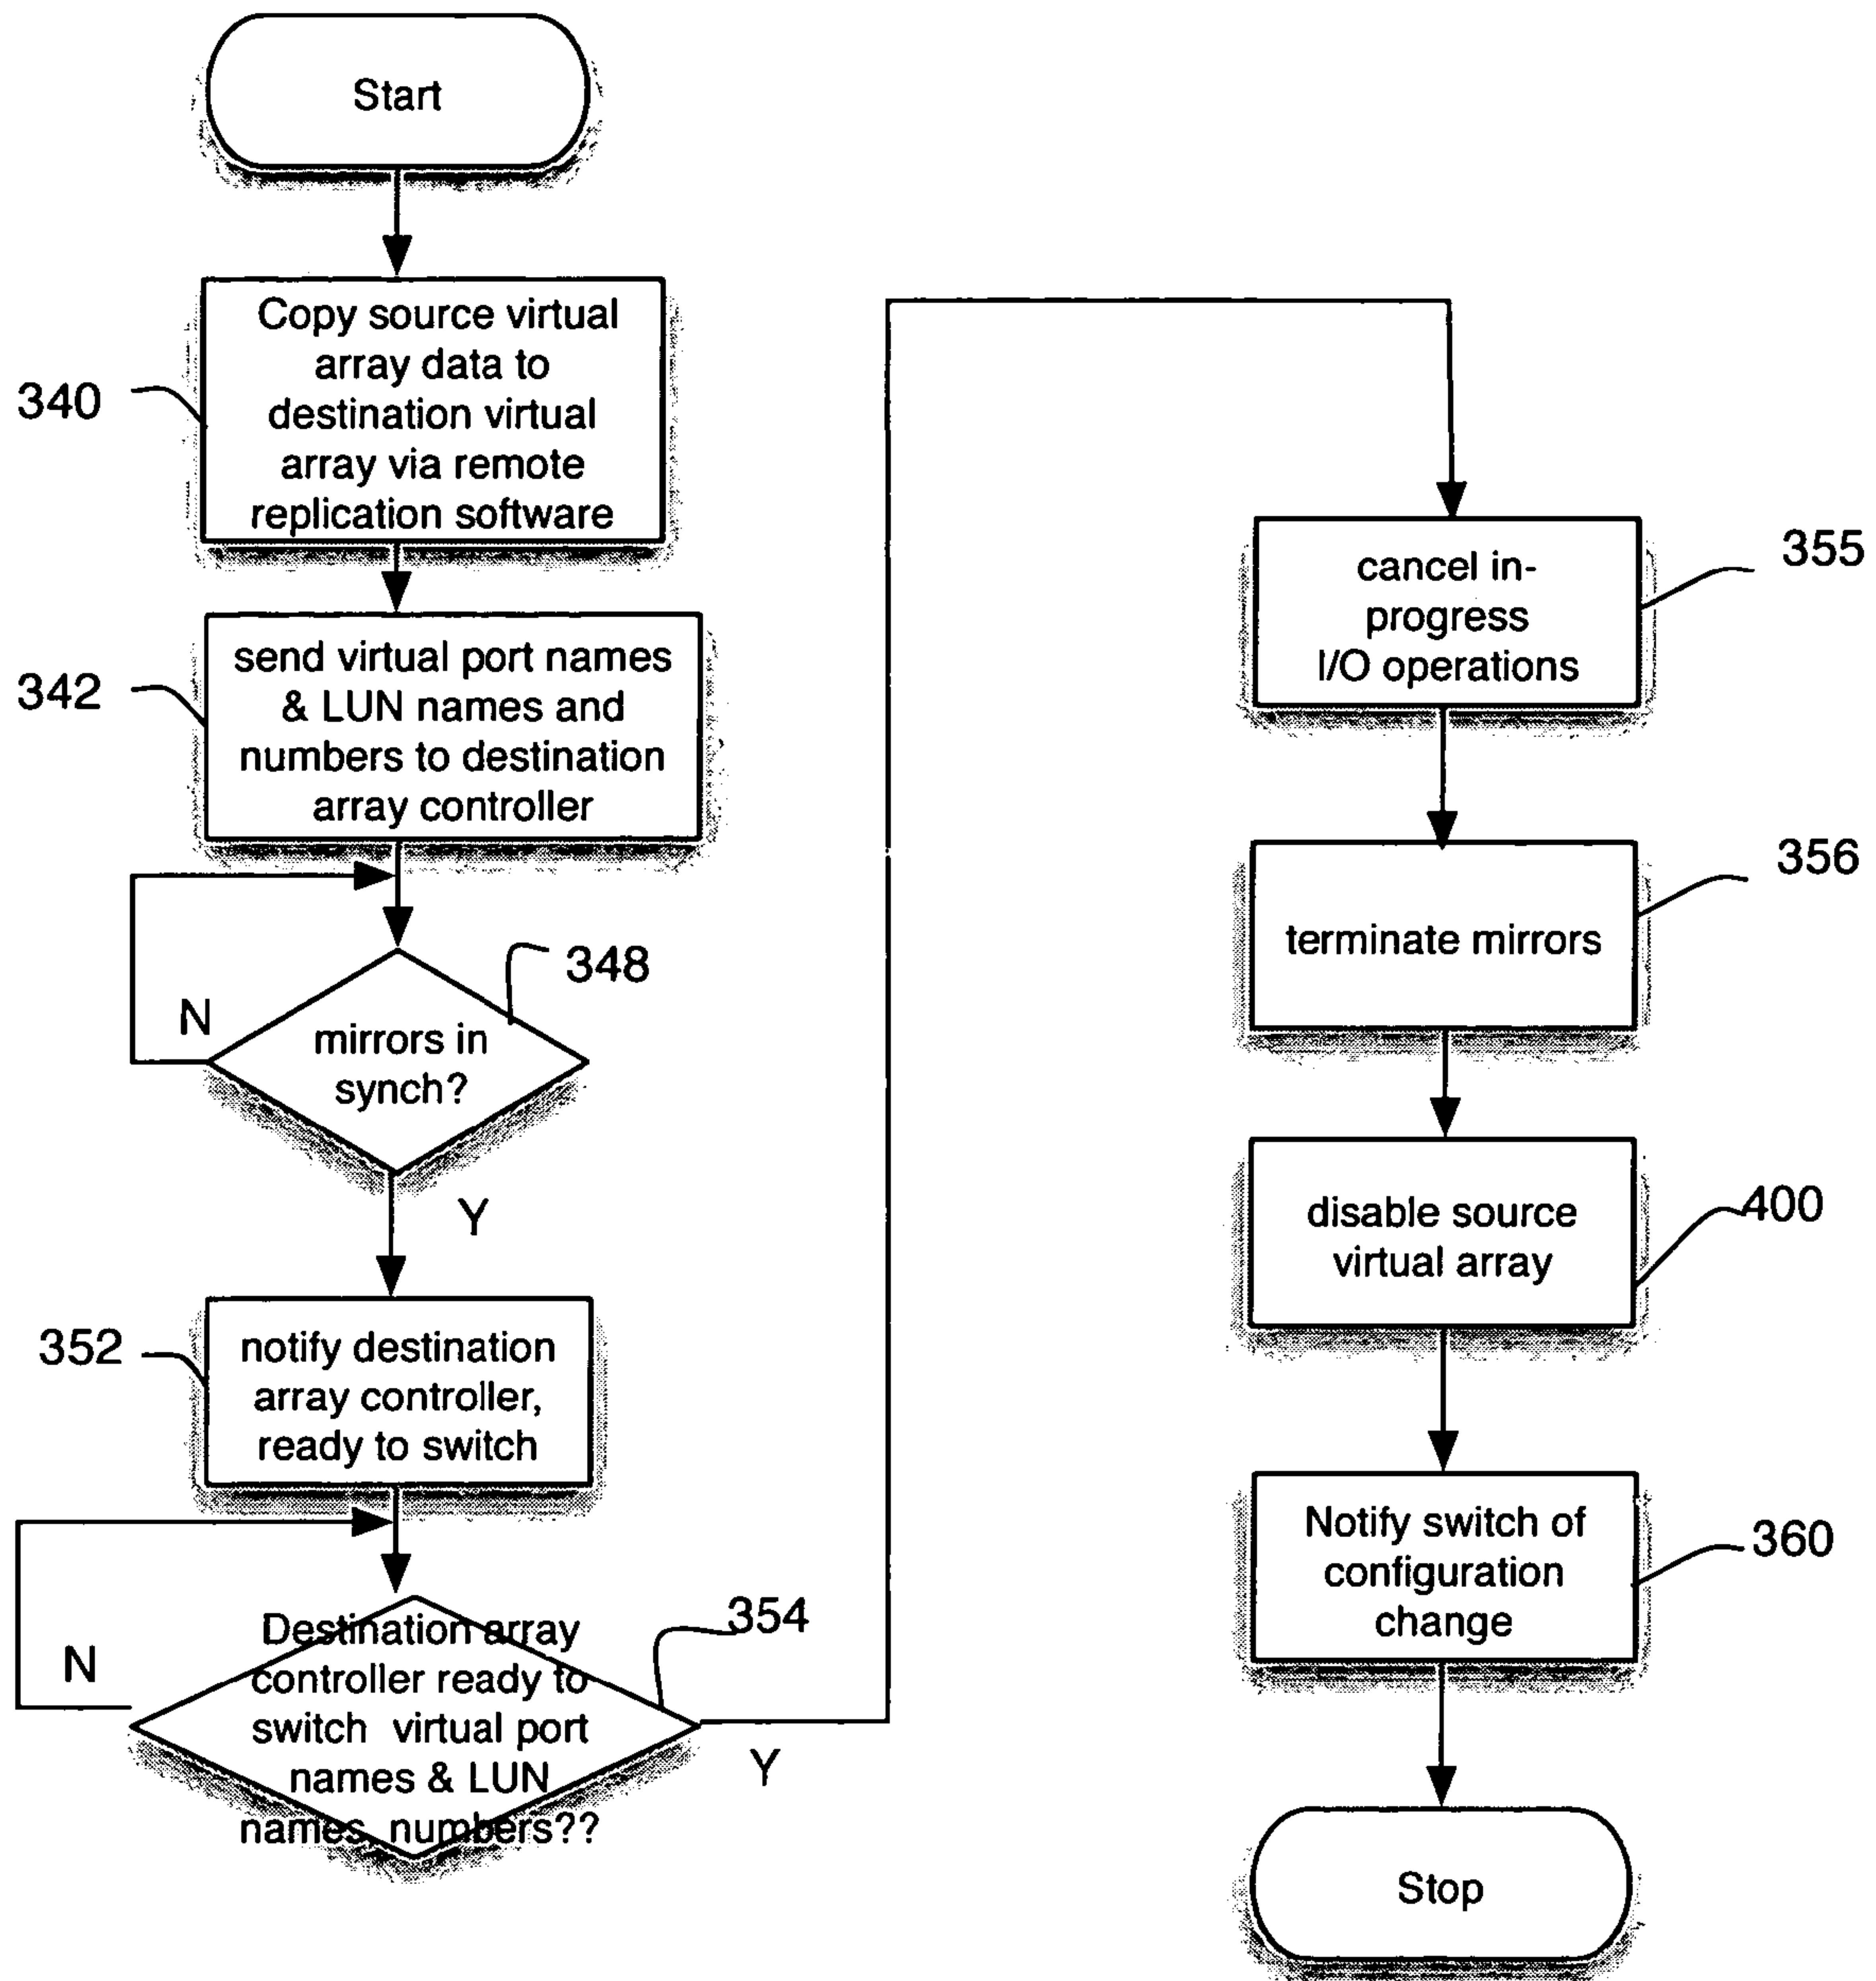 Start
Copy source virtual
array data to
destination virtual
array via remote
replication software
340
send virtual port names
& LUN names and
numbers to destination
array controller
342
348
N
mirrors in
synch?
Y
352
notify destination
array controller,
ready to switch
354
N
Destination array
controller ready to
switch virtual port
names & LUN
names, numbers??
Y
cancel in-
progress
I/O operations
355
terminate mirrors
356
disable source
virtual array
400
Notify switch of
configuration
change
360
Stop